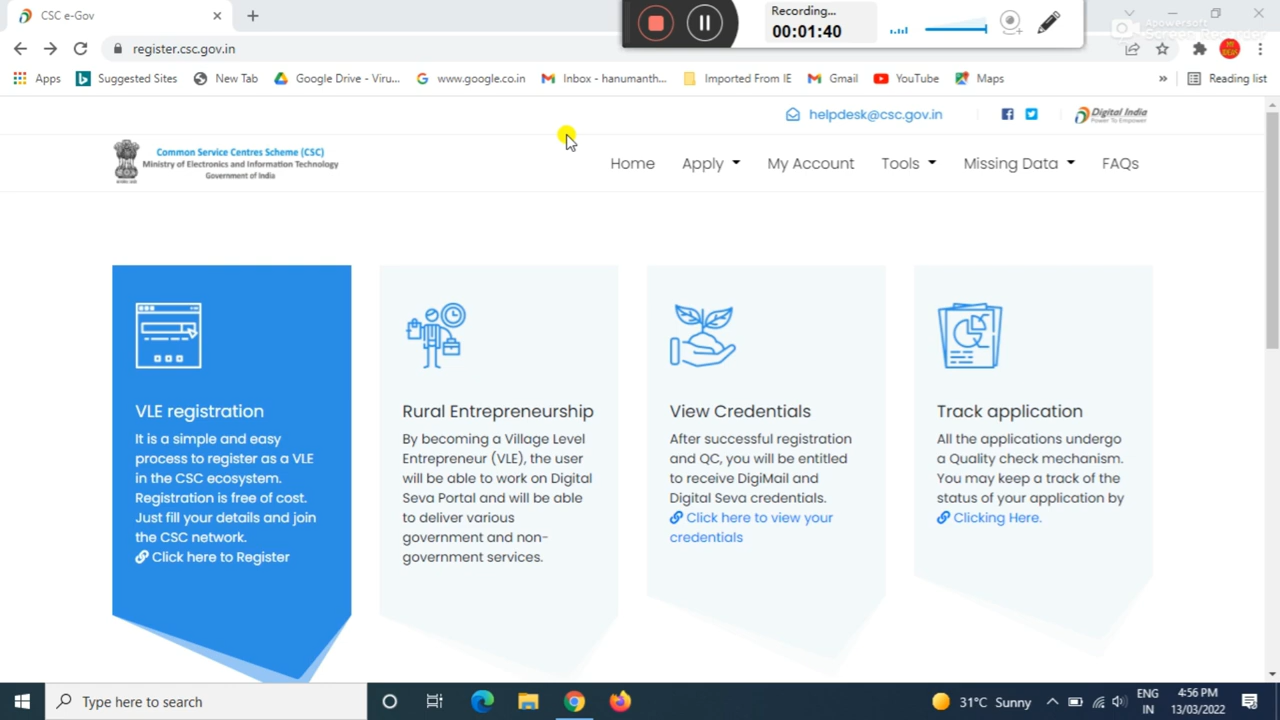 CSC e-Gov
Recording...
00:01:40
Apowersoft
Screen Recorder
register.csc.gov.in
Apps
Suggested Sites
New Tab
Google Drive - Viru...
www.google.co.in
Inbox - hanumanth...
Imported From IE
Gmail
YouTube
Maps
»
Reading list
helpdesk@csc.gov.in
Digital India
Power To Empower
Common Service Centres Scheme (CSC)
Ministry of Electronics and Information Technology
Government of India
Home
Apply
My Account
Tools
Missing Data
FAQs
VLE registration
It is a simple and easy
process to register as a VLE
in the CSC ecosystem.
Registration is free of cost.
Just fill your details and join
the CSC network.
Click here to Register
Rural Entrepreneurship
By becoming a Village Level
Entrepreneur (VLE), the user
will be able to work on Digital
Seva Portal and will be able
to deliver various
government and non-
government services.
View Credentials
After successful registration
and QC, you will be entitled
to receive DigiMail and
Digital Seva credentials.
Click here to view your
credentials
Track application
All the applications undergo
a Quality check mechanism.
You may keep a track of the
status of your application by
Clicking Here.
Type here to search
31°C Sunny
ENG
IN
4:56 PM
13/03/2022